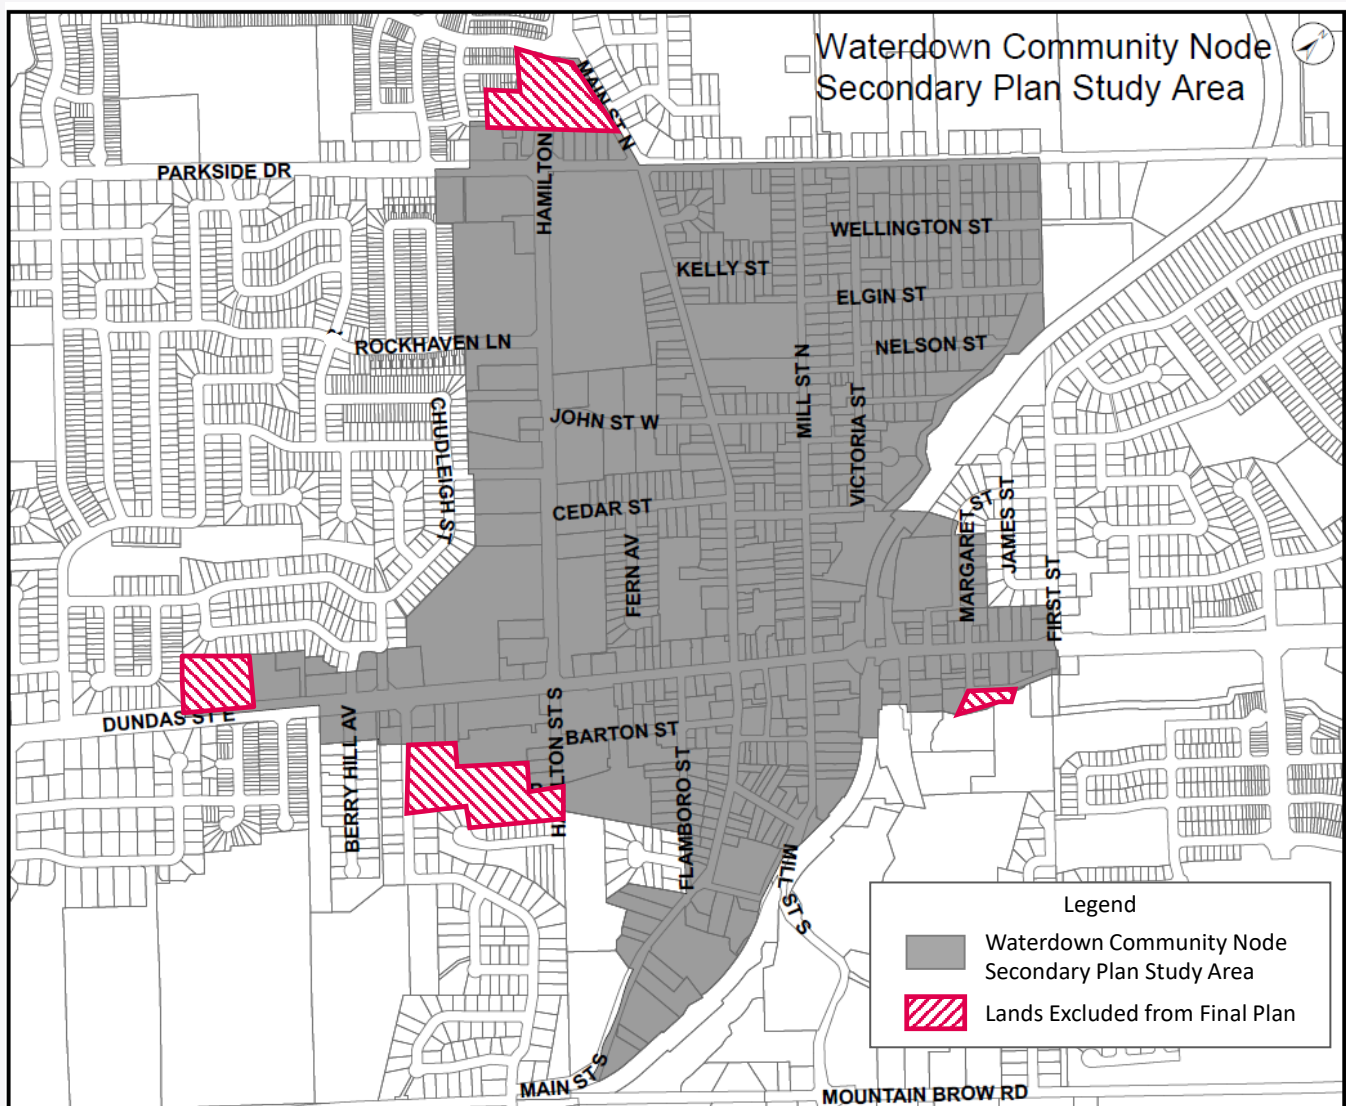 Waterdown Community Node
Secondary Plan Study Area
MAIN ST N
PARKSIDE DR
HAMILTON
WELLINGTON ST
KELLY ST
ELGIN ST
NELSON ST
ROCKHAVEN LN
MILL ST N
VICTORIA ST
CHUDLEIGH ST
JOHN ST W
CEDAR ST
FERN AV
MARGARET ST
JAMES ST
FIRST ST
DUNDAS ST E
BERRY HILL AV
LTON ST S
BARTON ST
FLAMBORO ST
MILL ST S
MAIN ST S
MOUNTAIN BROW RD
Legend
Waterdown Community Node
Secondary Plan Study Area
Lands Excluded from Final Plan